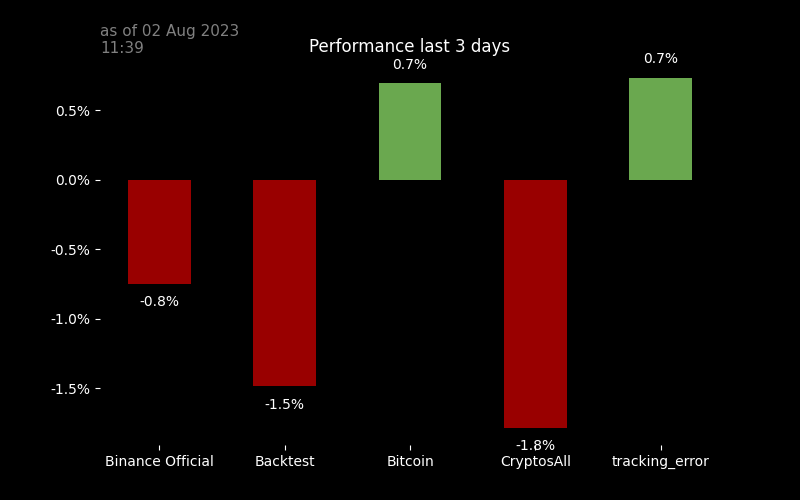 as of 02 Aug 2023
11:39
Performance last 3 days
0.7%
0.7%
0.5%
0.0%
-0.5%
-0.8%
-1.0%
-1.5%
-1.5%
-1.8%
Binance Official
Backtest
Bitcoin
CryptosAll
tracking_error